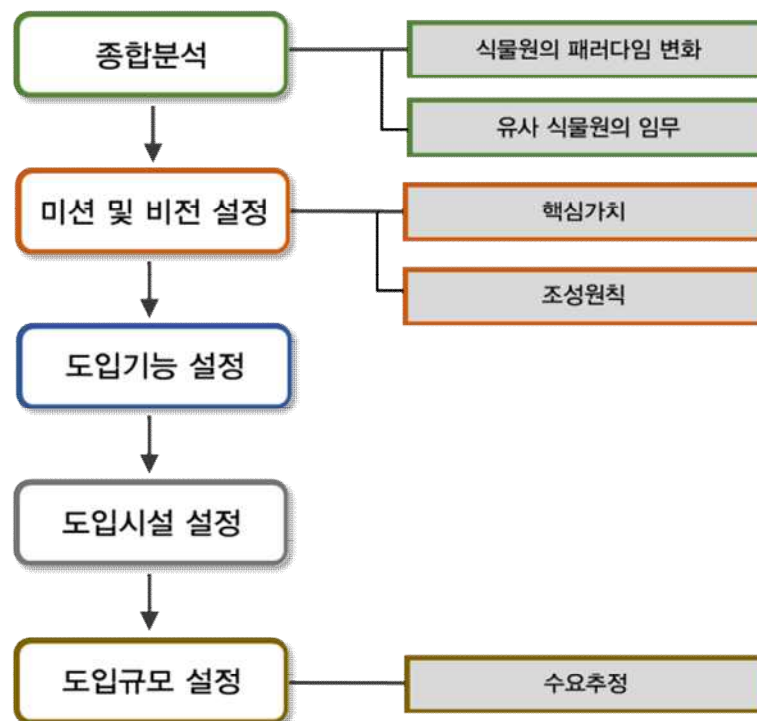 종합분석
식물원의 패러다임 변화
유사 식물원의 임무
미션 및 비전 설정
핵심가치
조성원칙
도입기능 설정
도입시설 설정
도입규모 설정
수요추정